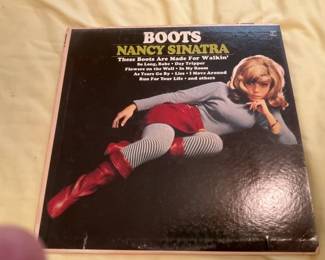 BOOTS
NANCY SINATRA
These Boots Are Made For Walkin'
So Long, Babe • Day Tripper
Flowers on the Wall • In My Room
As Tears Go By • Lies • I Move Around
Run For Your Life • and others